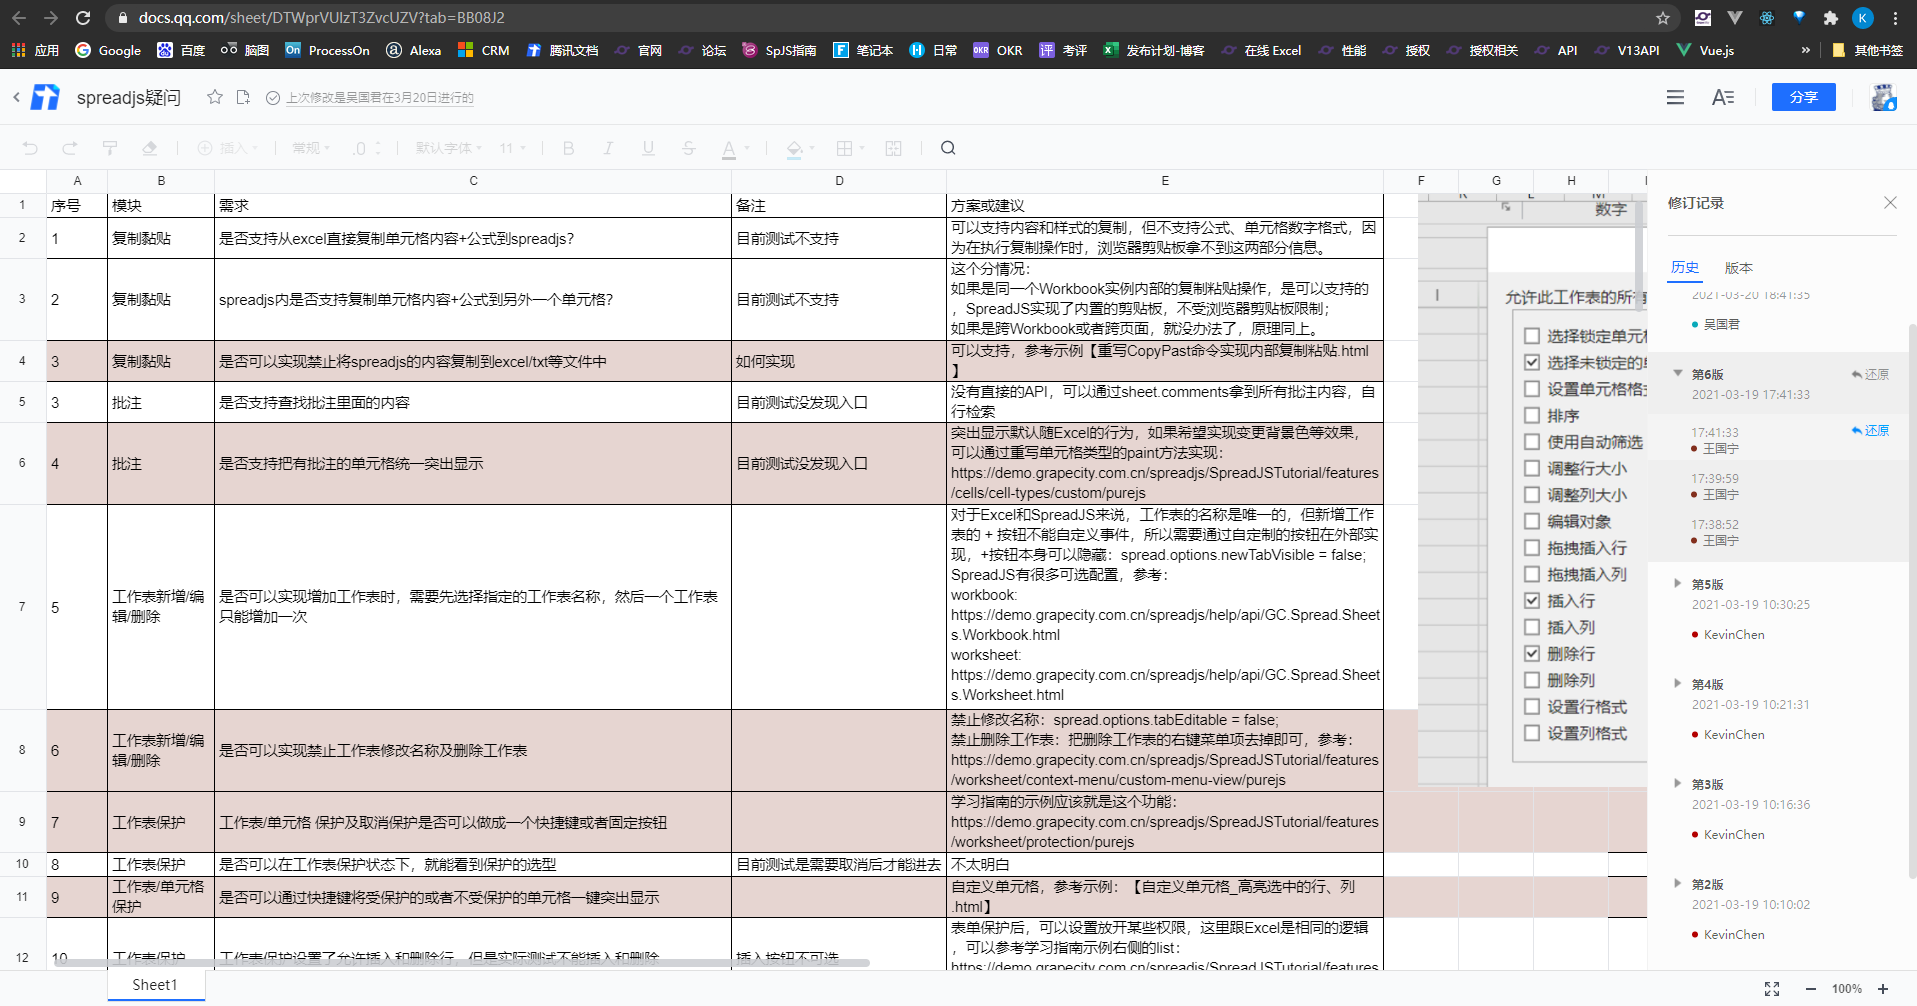 docs.qq.com/sheet/DTWprVUlzT3ZvcUZV?tab=BB08J2
K
应用 Google 百度 脑图 ProcessOn Alexa CRM 腾讯文档 官网 论坛 SpJS指南 笔记本 日常 OKR 考评 发布计划-博客 在线 Excel 性能 授权 授权相关 API V13API Vue.js » 其他书签
spreadjs疑问 上次修改是吴国君在3月20日进行的 分享
插入 常规 .0 默认字体 11 B I U S A
A B C D E F G H I
1 序号 模块 需求 备注 方案或建议
2 1 复制黏贴 是否支持从excel直接复制单元格内容+公式到spreadjs? 目前测试不支持
可以支持内容和样式的复制，但不支持公式、单元格数字格式，因
为在执行复制操作时，浏览器剪贴板拿不到这两部分信息。
3 2 复制黏贴 spreadjs内是否支持复制单元格内容+公式到另外一个单元格? 目前测试不支持
这个分情况：
如果是同一个Workbook实例内部的复制粘贴操作，是可以支持的
，SpreadJS实现了内置的剪贴板，不受浏览器剪贴板限制；
如果是跨Workbook或者跨页面，就没办法了，原理同上。
4 3 复制黏贴 是否可以实现禁止将spreadjs的内容复制到excel/txt等文件中 如何实现
可以支持，参考示例【重写CopyPast命令实现内部复制粘贴.html
】
5 3 批注 是否支持查找批注里面的内容 目前测试没发现入口
没有直接的API，可以通过sheet.comments拿到所有批注内容，自
行检索
6 4 批注 是否支持把有批注的单元格统一突出显示 目前测试没发现入口
突出显示默认随Excel的行为，如果希望实现变更背景色等效果，
可以通过重写单元格类型的paint方法实现：
https://demo.grapecity.com.cn/spreadjs/SpreadJSTutorial/features
/cells/cell-types/custom/purejs
7 5 工作表新增/编
辑/删除
是否可以实现增加工作表时，需要先选择指定的工作表名称，然后一个工作表
只能增加一次
对于Excel和SpreadJS来说，工作表的名称是唯一的，但新增工作
表的 + 按钮不能自定义事件，所以需要通过自定制的按钮在外部实
现，+按钮本身可以隐藏：spread.options.newTabVisible = false;
SpreadJS有很多可选配置，参考：
workbook:
https://demo.grapecity.com.cn/spreadjs/help/api/GC.Spread.Sheet
s.Workbook.html
worksheet:
https://demo.grapecity.com.cn/spreadjs/help/api/GC.Spread.Sheet
s.Worksheet.html
8 6 工作表新增/编
辑/删除
是否可以实现禁止工作表修改名称及删除工作表
禁止修改名称：spread.options.tabEditable = false;
禁止删除工作表：把删除工作表的右键菜单项去掉即可，参考：
https://demo.grapecity.com.cn/spreadjs/SpreadJSTutorial/features
/worksheet/context-menu/custom-menu-view/purejs
9 7 工作表保护 工作表/单元格 保护及取消保护是否可以做成一个快捷键或者固定按钮
学习指南的示例应该就是这个功能：
https://demo.grapecity.com.cn/spreadjs/SpreadJSTutorial/features
/worksheet/protection/purejs
10 8 工作表保护 是否可以在工作表保护状态下，就能看到保护的选型 目前测试是需要取消后才能进去 不太明白
11 9 工作表/单元格
保护
是否可以通过快捷键将受保护的或者不受保护的单元格一键突出显示
自定义单元格，参考示例：【自定义单元格_高亮选中的行、列
.html】
12 10 工作表保护 工作表保护设置了允许插入和删除行，但是实际测试不能插入和删除 插入按钮不可选
表单保护后，可以设置放开某些权限，这里跟Excel是相同的逻辑
，可以参考学习指南示例右侧的list：
https://demo.grapecity.com.cn/spreadjs/SpreadJSTutorial/features
数字
允许此工作表的所有
选择锁定单元格
选择未锁定的单
设置单元格格式
排序
使用自动筛选
调整行大小
调整列大小
编辑对象
拖拽插入行
拖拽插入列
插入行
插入列
删除行
删除列
设置行格式
设置列格式
修订记录
历史 版本
2021-03-20 18:41:35
吴国君
第6版 还原
2021-03-19 17:41:33
17:41:33 还原
王国宁
17:39:59
王国宁
17:38:52
王国宁
第5版
2021-03-19 10:30:25
KevinChen
第4版
2021-03-19 10:21:31
KevinChen
第3版
2021-03-19 10:16:36
KevinChen
第2版
2021-03-19 10:10:02
KevinChen
Sheet1
100%